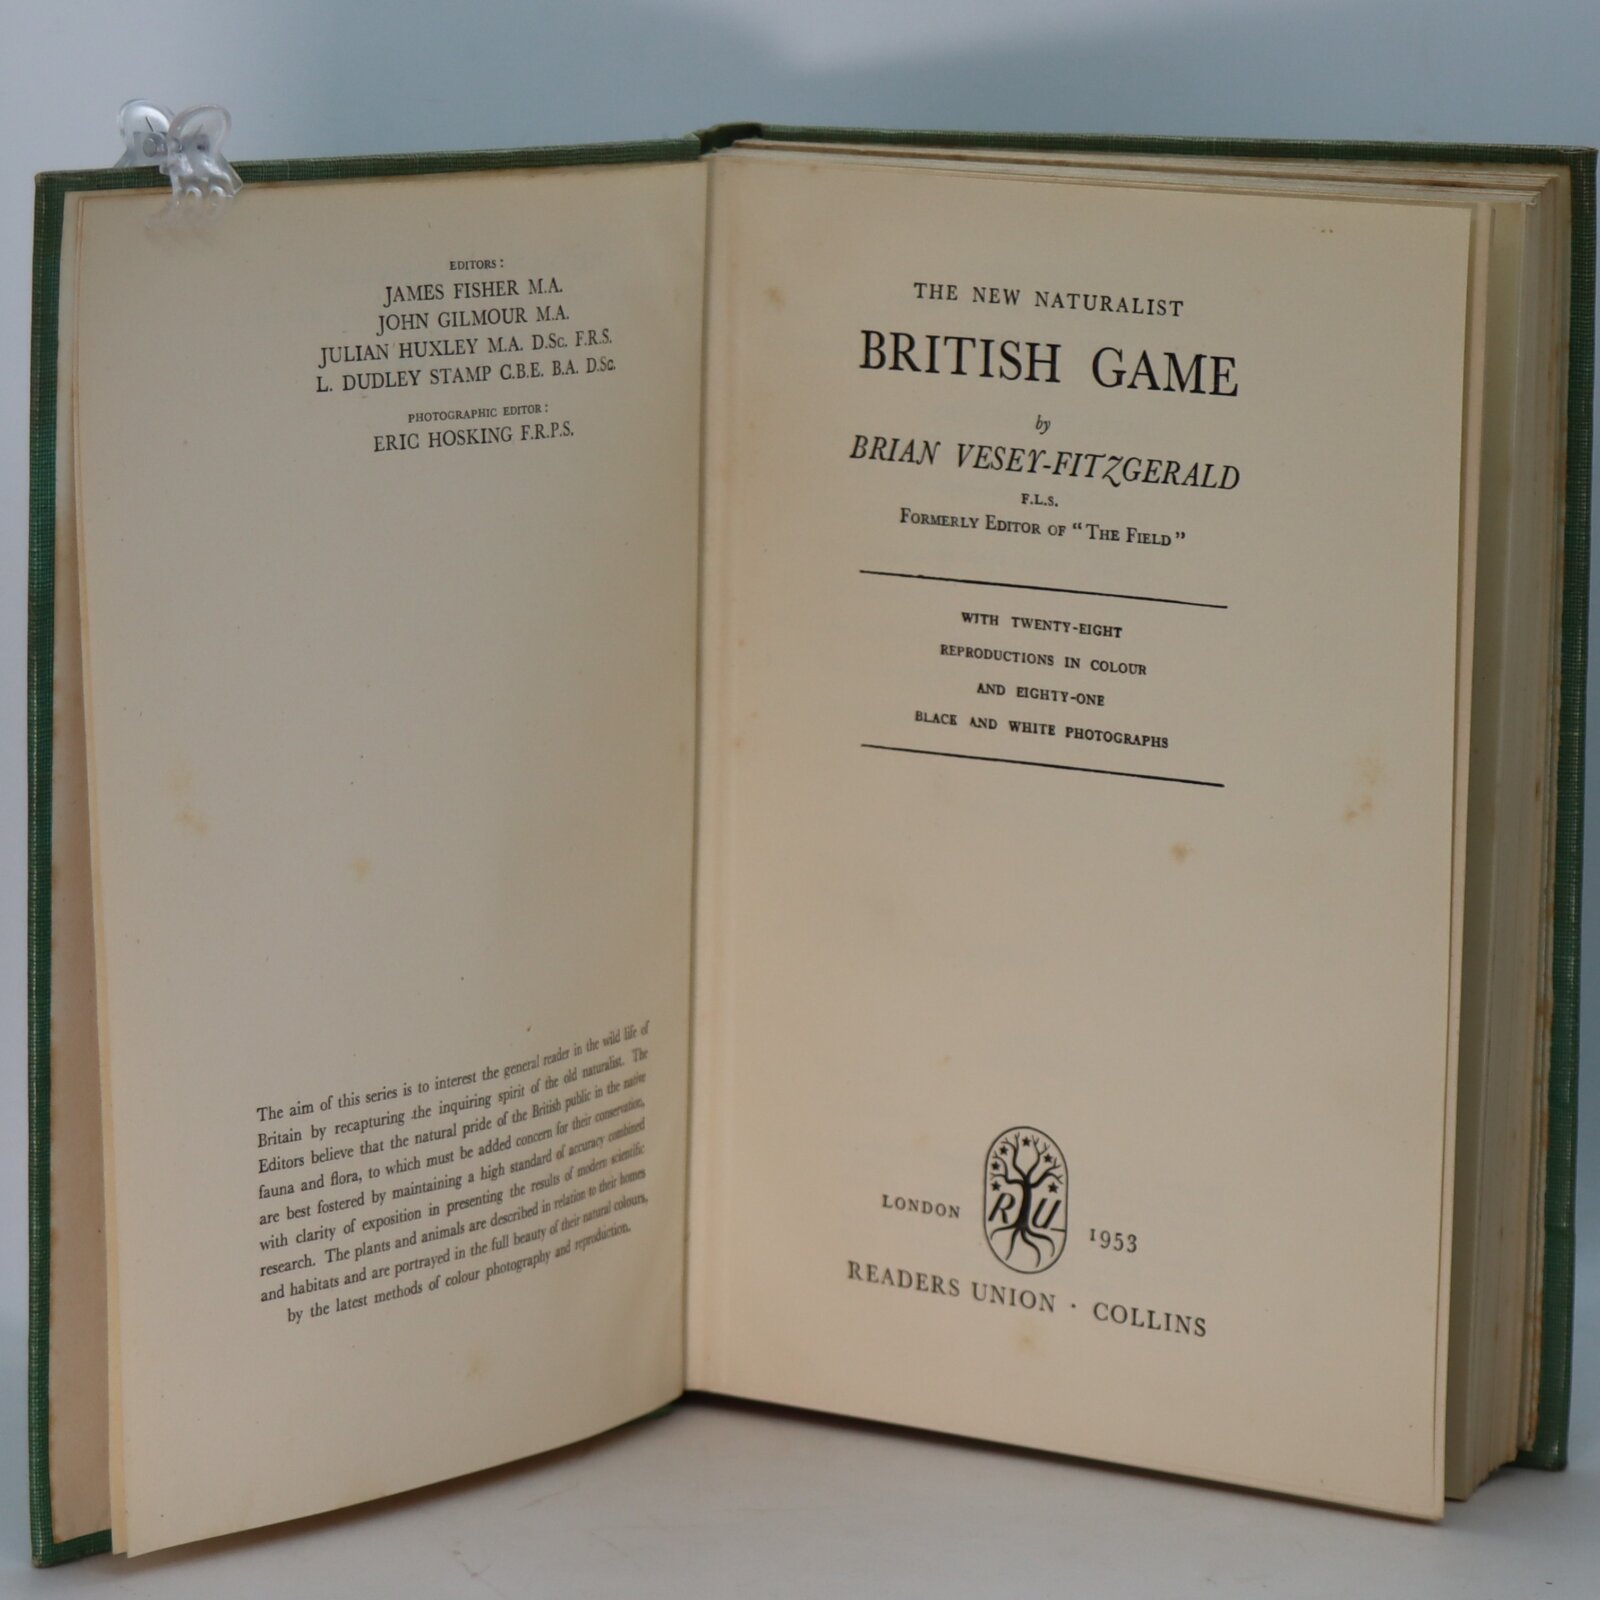 EDITORS:
JAMES FISHER M.A.
JOHN GILMOUR M.A.
JULIAN HUXLEY M.A. D.Sc. F.R.S.
L. DUDLEY STAMP C.B.E. B.A. D.Sc.
PHOTOGRAPHIC EDITOR:
ERIC HOSKING F.R.P.S.
The aim of this series is to interest the general reader in the wild life of
Britain by recapturing the inquiring spirit of the old naturalist. The
Editors believe that the natural pride of the British public in the native
fauna and flora, to which must be added concern for their conservation,
are best fostered by maintaining a high standard of accuracy combined
with clarity of exposition in presenting the results of modern scientific
research. The plants and animals are described in relation to their homes
and habitats and are portrayed in the full beauty of their natural colours,
by the latest methods of colour photography and reproduction.
THE NEW NATURALIST
BRITISH GAME
by
BRIAN VESEY-FITZGERALD
F.L.S.
FORMERLY EDITOR OF "THE FIELD"
WITH TWENTY-EIGHT
REPRODUCTIONS IN COLOUR
AND EIGHTY-ONE
BLACK AND WHITE PHOTOGRAPHS
LONDON RU 1953
READERS UNION · COLLINS